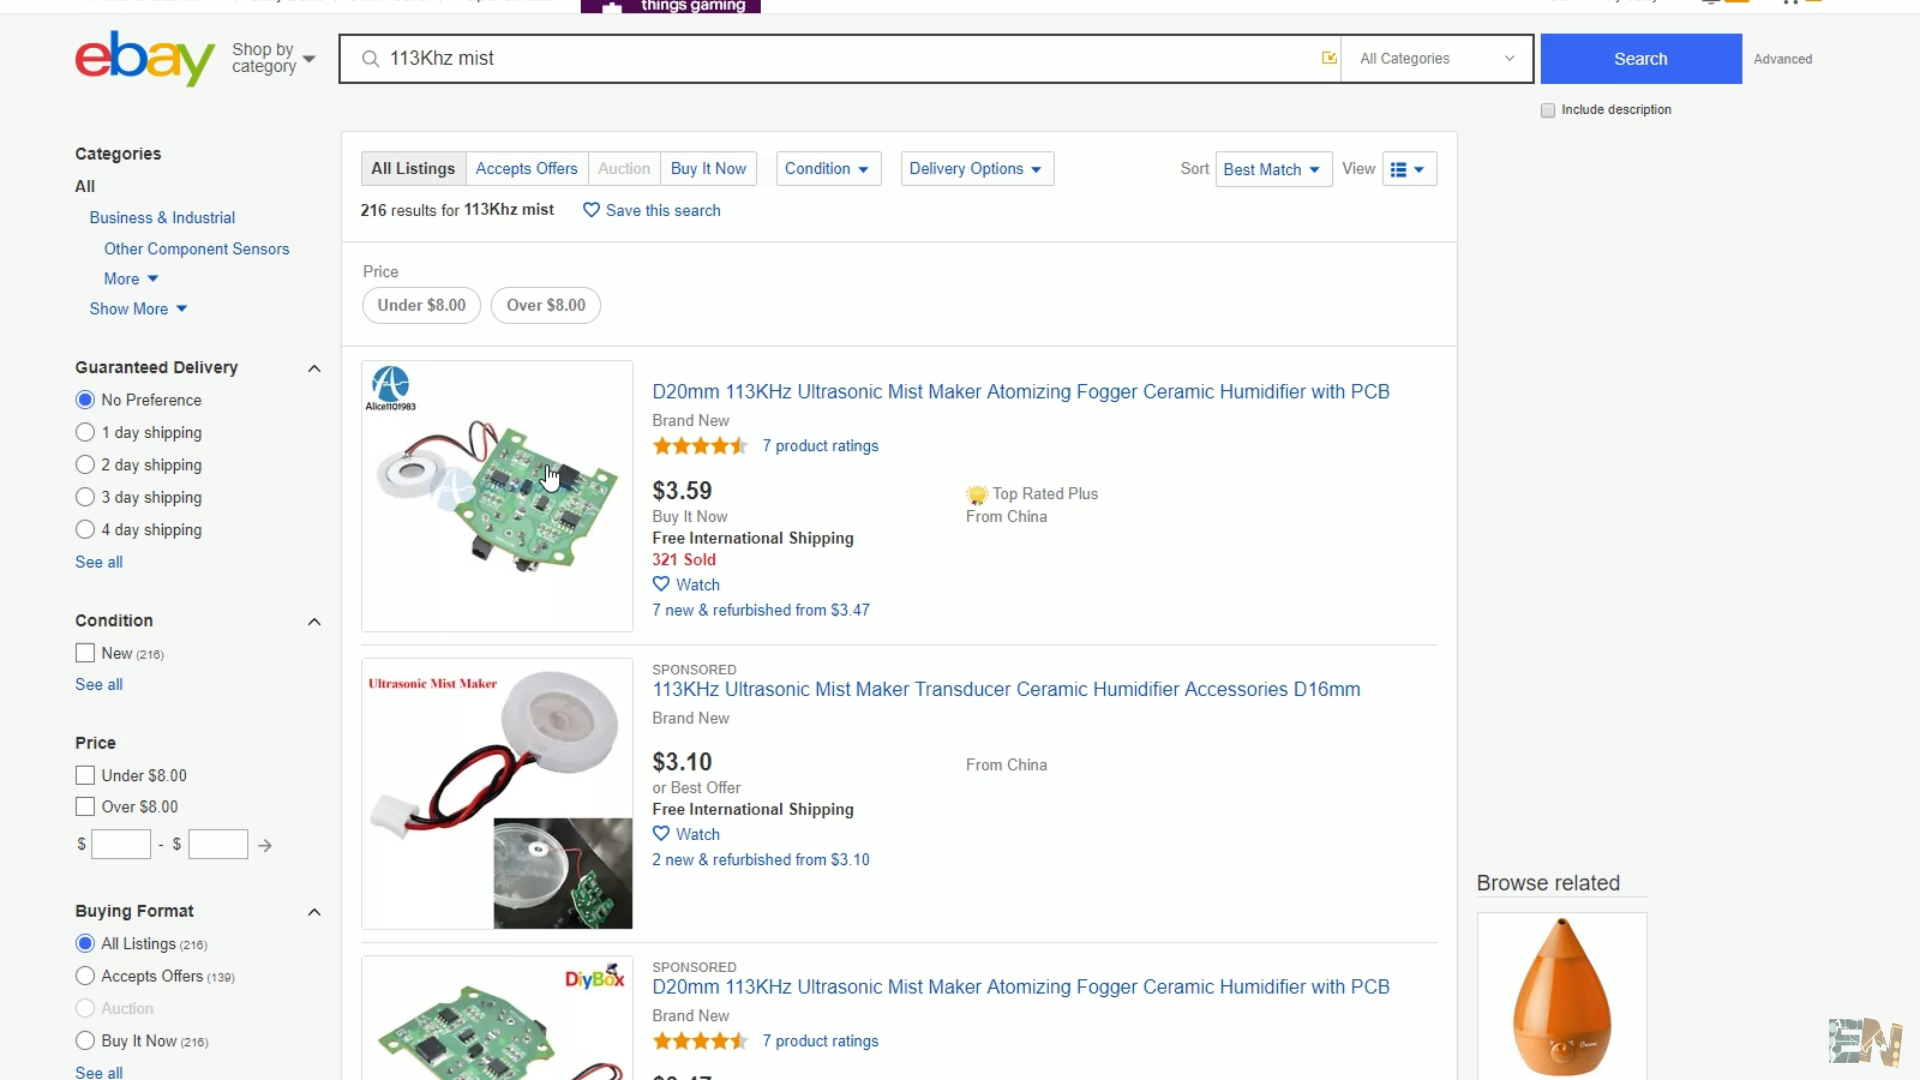 things gaming
ebay
Shop by
category
113Khz mist
All Categories
Search
Advanced
Include description
Categories
All
Business & Industrial
Other Component Sensors
More
Show More
Guaranteed Delivery
No Preference
1 day shipping
2 day shipping
3 day shipping
4 day shipping
See all
Condition
New (216)
See all
Price
Under $8.00
Over $8.00
$ - $
Buying Format
All Listings (216)
Accepts Offers (139)
Auction
Buy It Now (216)
See all
All Listings
Accepts Offers
Auction
Buy It Now
Condition
Delivery Options
Sort
Best Match
View
216 results for 113Khz mist
Save this search
Price
Under $8.00
Over $8.00
Alice1101983
D20mm 113KHz Ultrasonic Mist Maker Atomizing Fogger Ceramic Humidifier with PCB
Brand New
7 product ratings
$3.59
Top Rated Plus
Buy It Now
From China
Free International Shipping
321 Sold
Watch
7 new & refurbished from $3.47
Ultrasonic Mist Maker
SPONSORED
113KHz Ultrasonic Mist Maker Transducer Ceramic Humidifier Accessories D16mm
Brand New
$3.10
From China
or Best Offer
Free International Shipping
Watch
2 new & refurbished from $3.10
DiyBox
SPONSORED
D20mm 113KHz Ultrasonic Mist Maker Atomizing Fogger Ceramic Humidifier with PCB
Brand New
7 product ratings
Browse related
EN